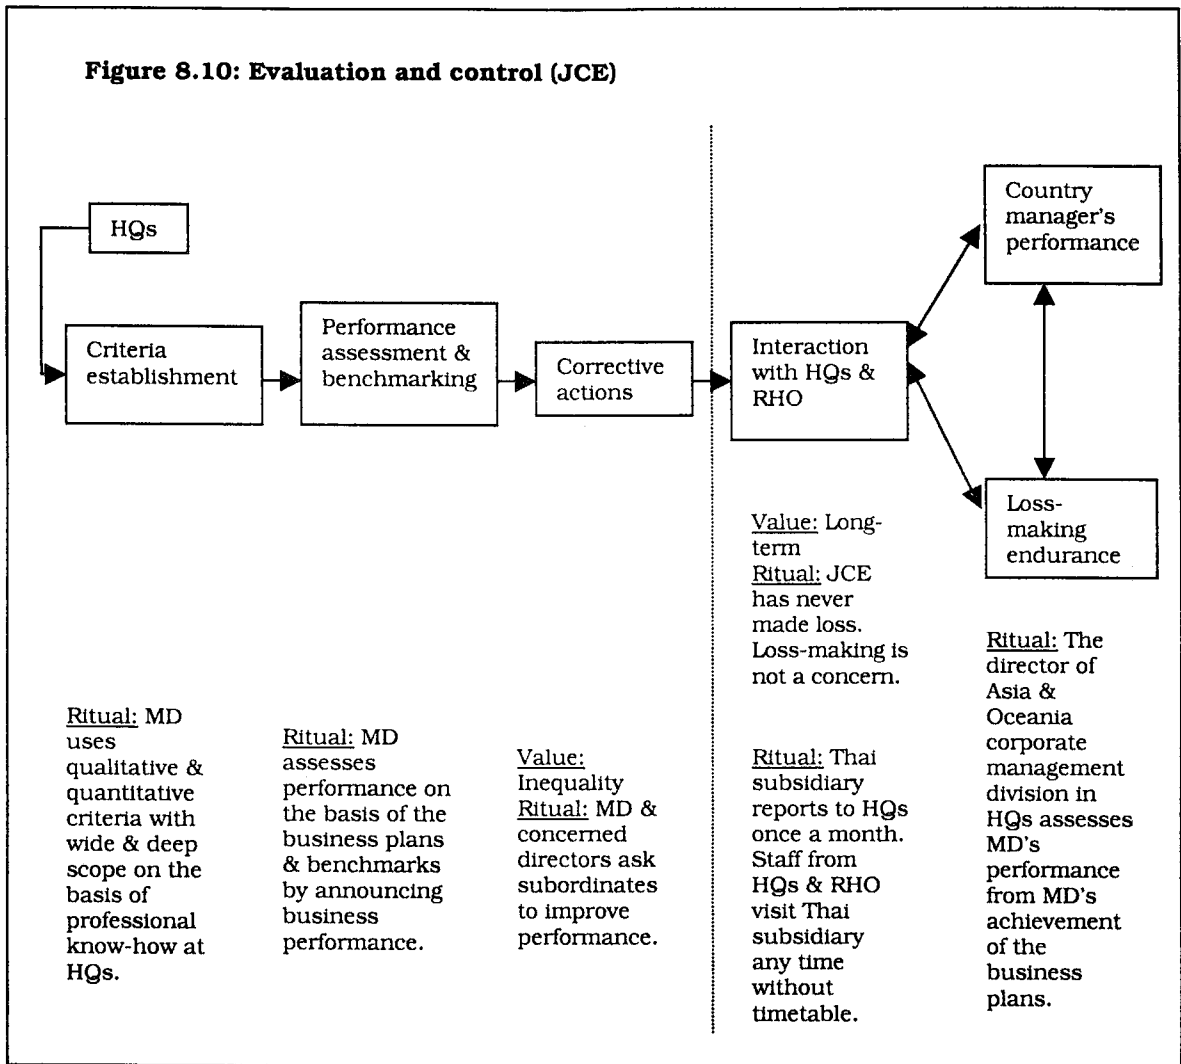 Figure 8.10: Evaluation and control (JCE)
HQs
Criteria
establishment
Performance
assessment &
benchmarking
Corrective
actions
Interaction
with HQs &
RHO
Country
manager's
performance
Loss-
making
endurance
Ritual: MD
uses
qualitative &
quantitative
criteria with
wide & deep
scope on the
basis of
professional
know-how at
HQs.
Ritual: MD
assesses
performance on
the basis of the
business plans
& benchmarks
by announcing
business
performance.
Value:
Inequality
Ritual: MD &
concerned
directors ask
subordinates
to improve
performance.
Value: Long-
term
Ritual: JCE
has never
made loss.
Loss-making is
not a concern.
Ritual: Thai
subsidiary
reports to HQs
once a month.
Staff from
HQs & RHO
visit Thai
subsidiary
any time
without
timetable.
Ritual: The
director of
Asia &
Oceania
corporate
management
division in
HQs assesses
MD's
performance
from MD's
achievement
of the
business
plans.